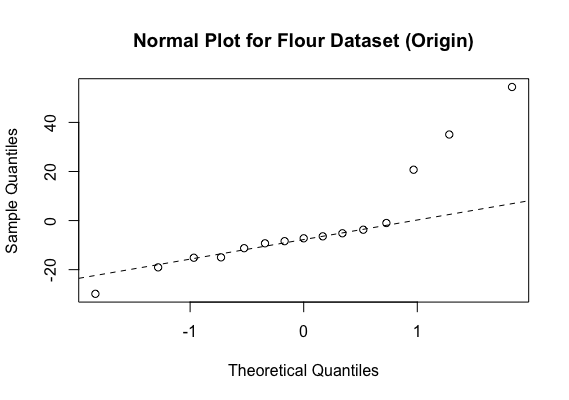 Normal Plot for Flour Dataset (Origin)
Sample Quantiles
40
20
0
-20
-1
0
1
Theoretical Quantiles